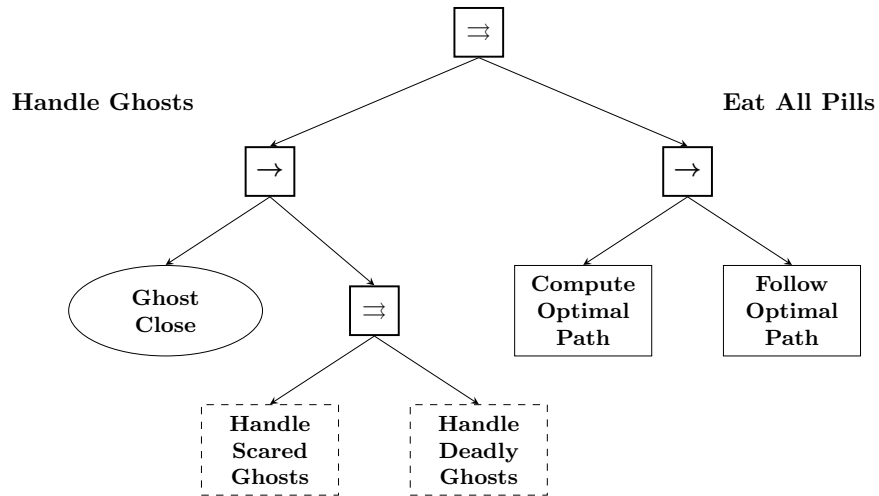 ⇉
Handle Ghosts
Eat All Pills
→
→
Ghost
Close
⇉
Compute
Optimal
Path
Follow
Optimal
Path
Handle
Scared
Ghosts
Handle
Deadly
Ghosts